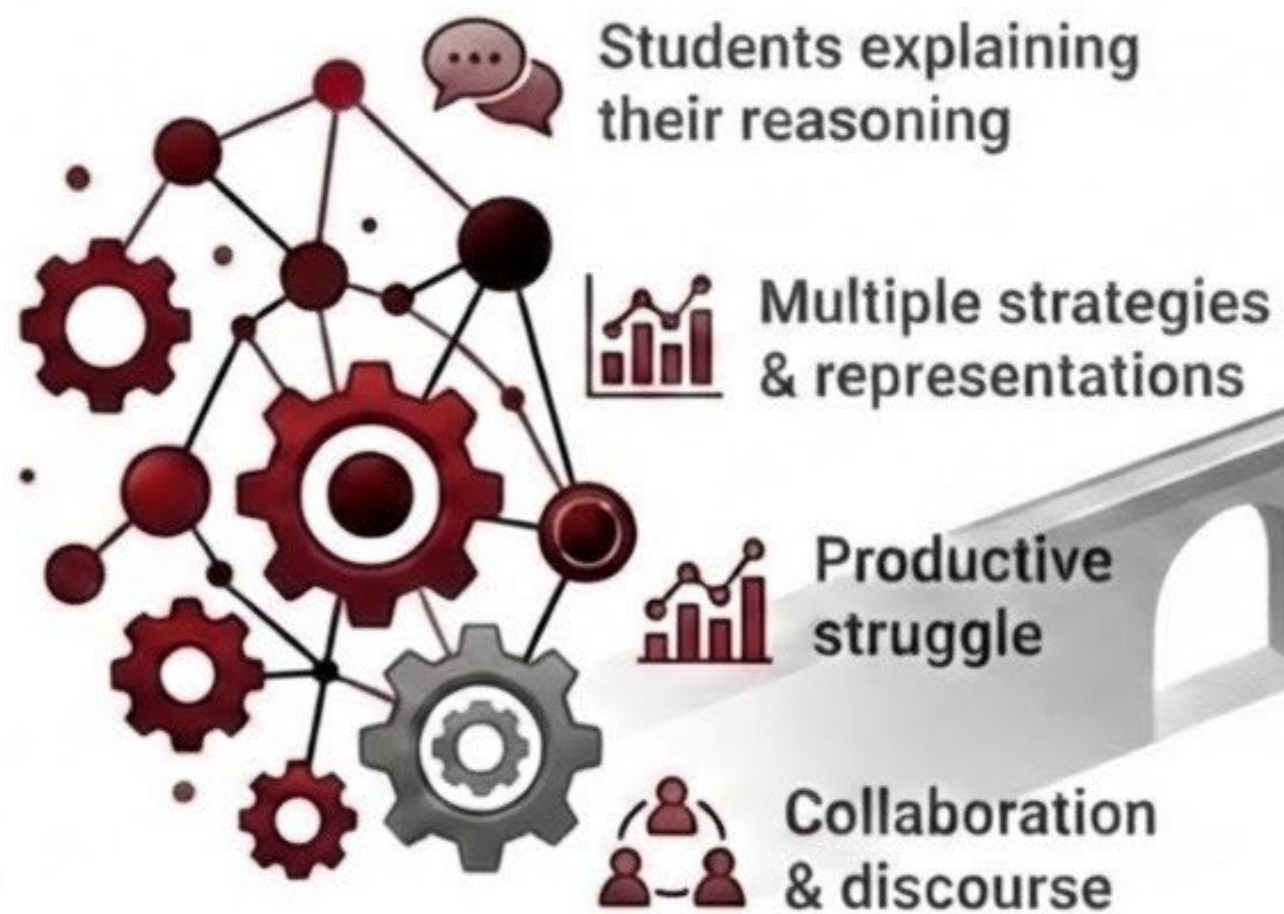 Students explaining
their reasoning
Multiple strategies
& representations
Productive
struggle
Collaboration
& discourse